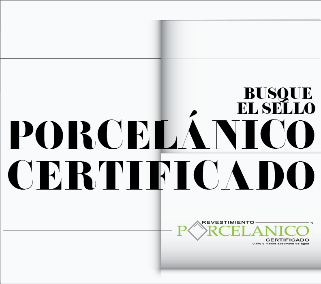 BUSQUE
EL SELLO
PORCELÁNICO
CERTIFICADO
REVESTIMIENTO
PORCELANICO
CERTIFICADO